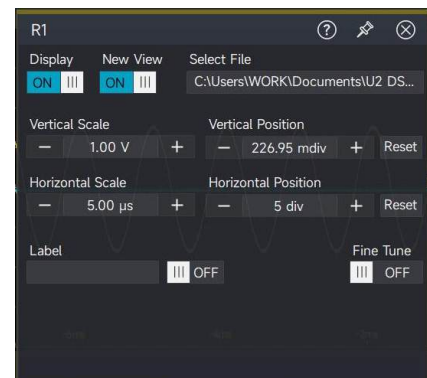 R1
Display New View Select File
ON ON C:\Users\WORK\Documents\U2 DS...
Vertical Scale Vertical Position
− 1.00 V + − 226.95 mdiv + Reset
Horizontal Scale Horizontal Position
− 5.00 µs + − 5 div + Reset
Label Fine Tune
OFF OFF